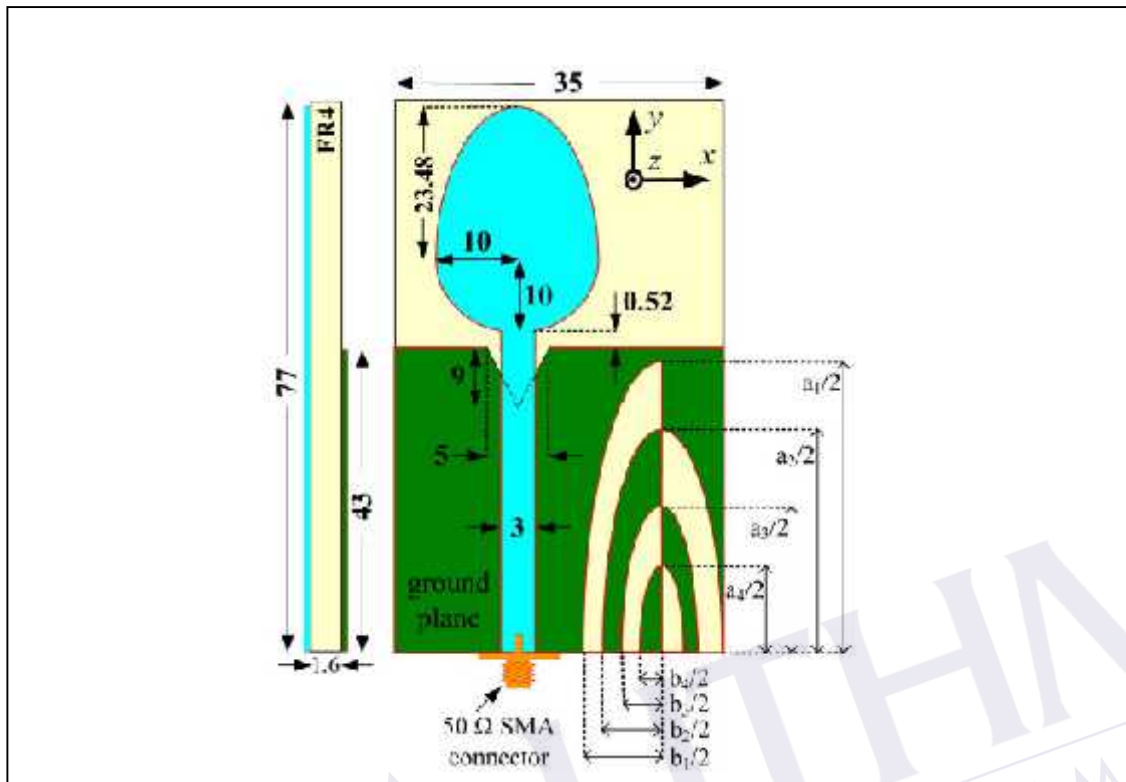 35
FR4
y
z
x
23.48
10
10
0.52
77
9
a₁/2
a₂/2
5
43
3
a₃/2
ground
plane
a₄/2
1.6
b₄/2
b₃/2
b₂/2
b₁/2
50 Ω SMA
connector